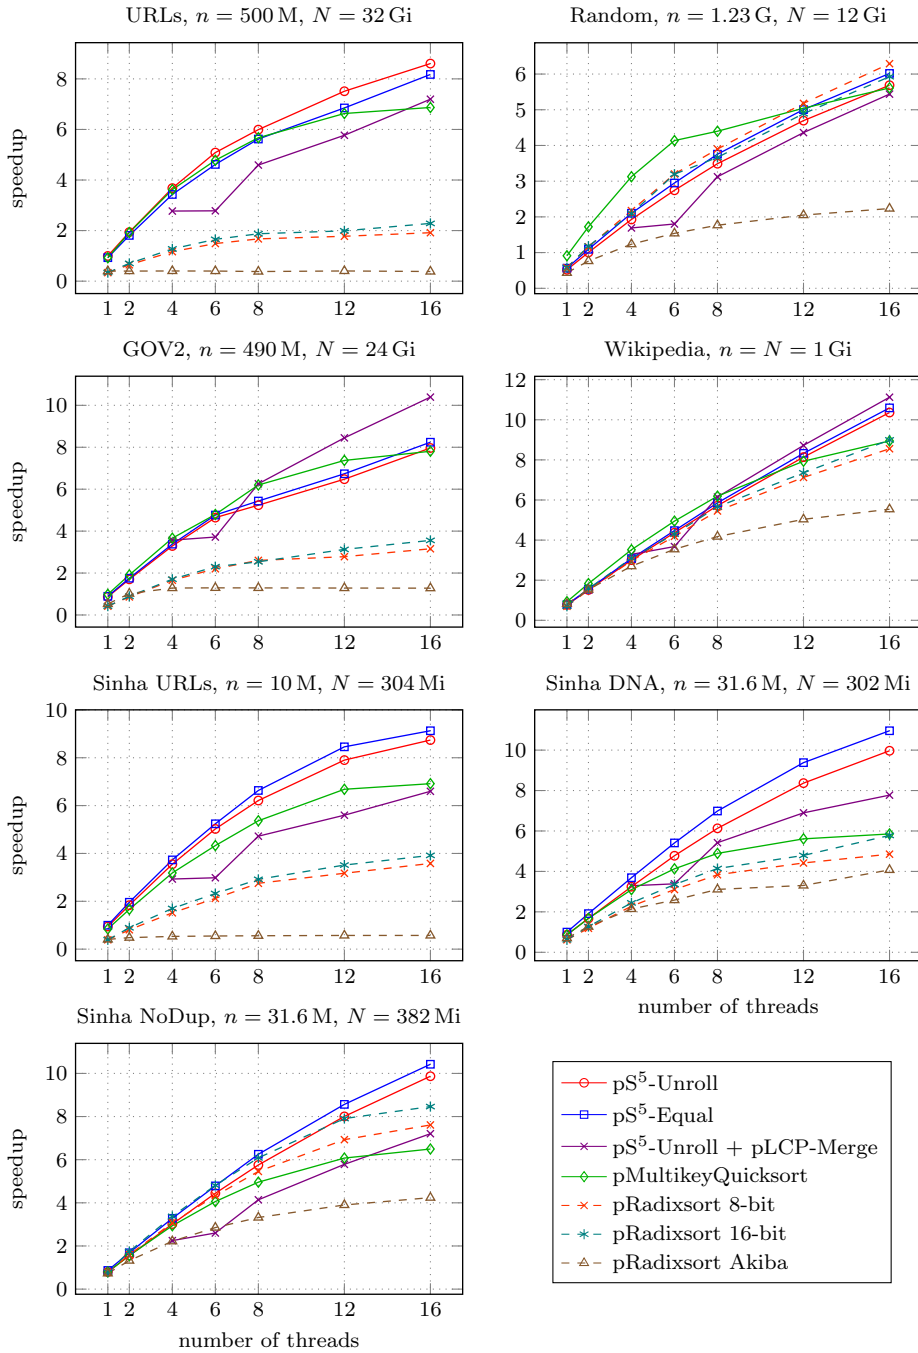 URLs, n = 500 M, N = 32 Gi
speedup
8
6
4
2
0
1 2 4 6 8 12 16
Random, n = 1.23 G, N = 12 Gi
6
5
4
3
2
1
0
1 2 4 6 8 12 16
GOV2, n = 490 M, N = 24 Gi
speedup
10
8
6
4
2
0
1 2 4 6 8 12 16
Wikipedia, n = N = 1 Gi
12
10
8
6
4
2
0
1 2 4 6 8 12 16
Sinha URLs, n = 10 M, N = 304 Mi
speedup
10
8
6
4
2
0
1 2 4 6 8 12 16
Sinha DNA, n = 31.6 M, N = 302 Mi
10
8
6
4
2
0
1 2 4 6 8 12 16
number of threads
Sinha NoDup, n = 31.6 M, N = 382 Mi
speedup
10
8
6
4
2
0
1 2 4 6 8 12 16
number of threads
pS⁵-Unroll
pS⁵-Equal
pS⁵-Unroll + pLCP-Merge
pMultikeyQuicksort
pRadixsort 8-bit
pRadixsort 16-bit
pRadixsort Akiba